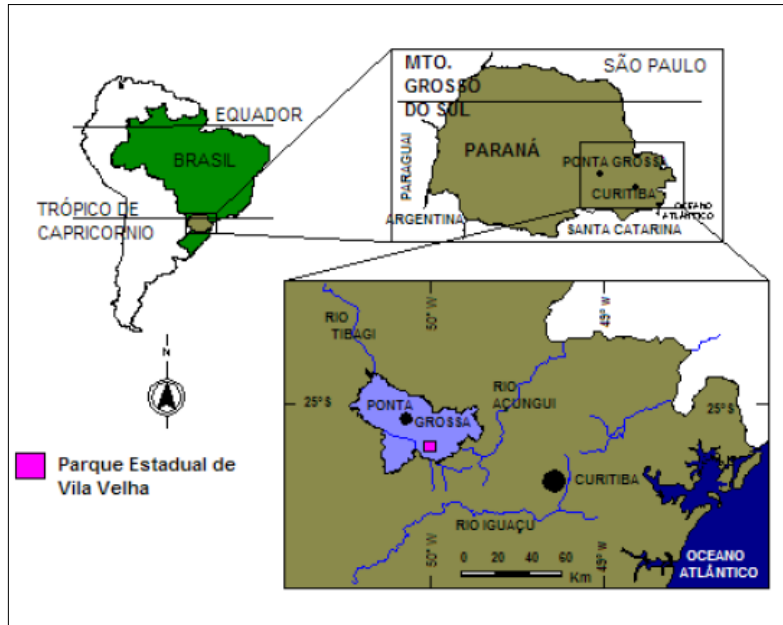 EQUADOR
BRASIL
TRÓPICO DE
CAPRICORNIO
N
Parque Estadual de
Vila Velha
MTO.
GROSSO
DO SUL
SÃO PAULO
PARANÁ
PARAGUAI
PONTA GROSSA
CURITIBA
OCEANO
ATLÂNTICO
ARGENTINA
SANTA CATARINA
RIO
TIBAGI
50° W
49° W
25° S
PONTA
GROSSA
RIO
AÇUNGUI
25° S
CURITIBA
RIO IGUAÇU
50° W
49° W
0 20 40 60
Km
OCEANO
ATLÂNTICO